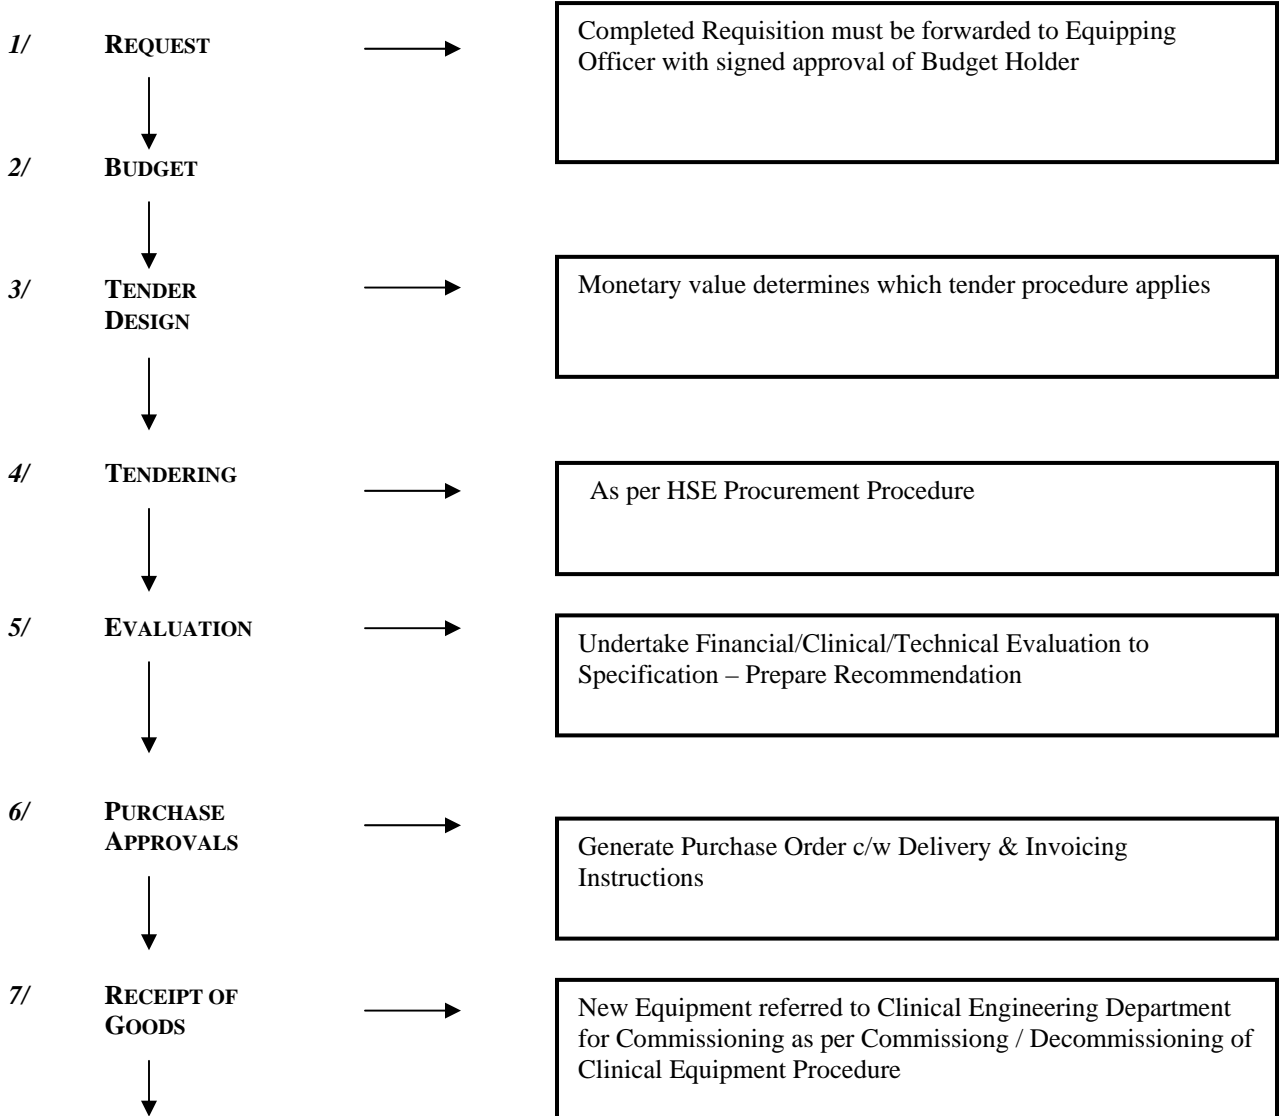 1/ REQUEST
Completed Requisition must be forwarded to Equipping
Officer with signed approval of Budget Holder
2/ BUDGET
3/ TENDER
DESIGN
Monetary value determines which tender procedure applies
4/ TENDERING
As per HSE Procurement Procedure
5/ EVALUATION
Undertake Financial/Clinical/Technical Evaluation to
Specification – Prepare Recommendation
6/ PURCHASE
APPROVALS
Generate Purchase Order c/w Delivery & Invoicing
Instructions
7/ RECEIPT OF
GOODS
New Equipment referred to Clinical Engineering Department
for Commissioning as per Commissiong / Decommissioning of
Clinical Equipment Procedure